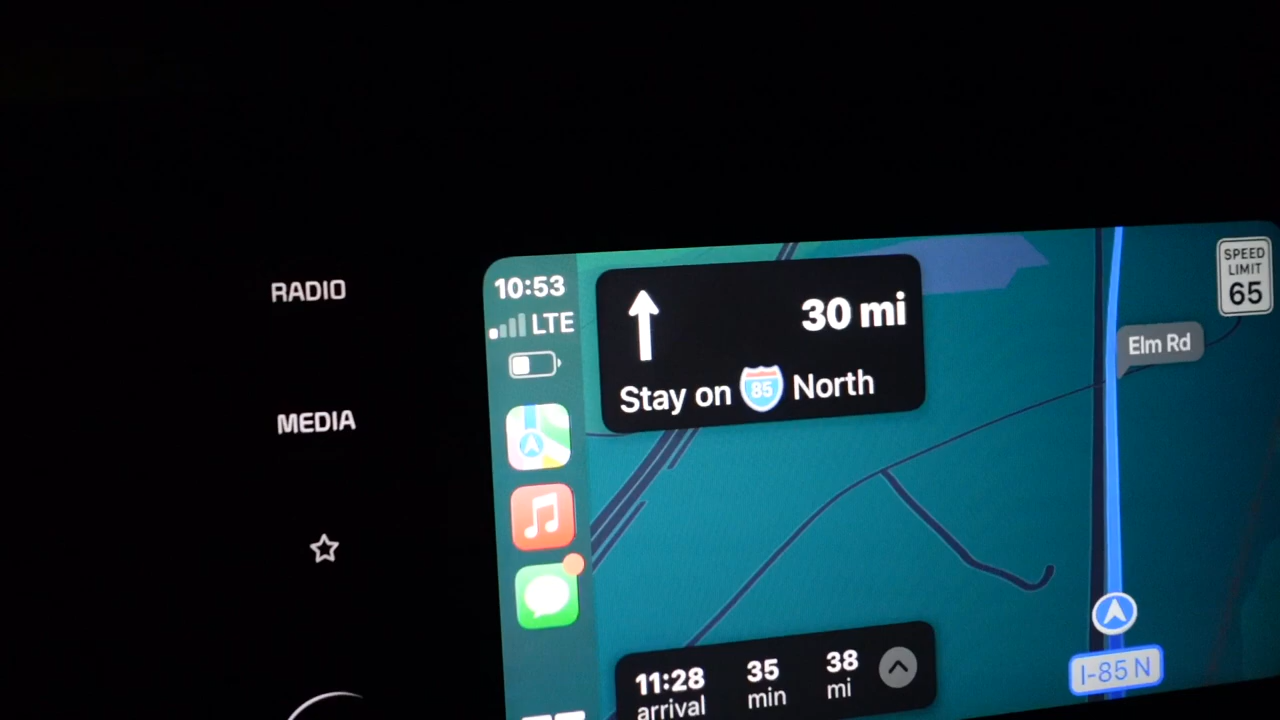 RADIO
MEDIA
10:53
LTE
30 mi
Stay on 85 North
SPEED
LIMIT
65
Elm Rd
I-85 N
11:28 35 38
arrival min mi